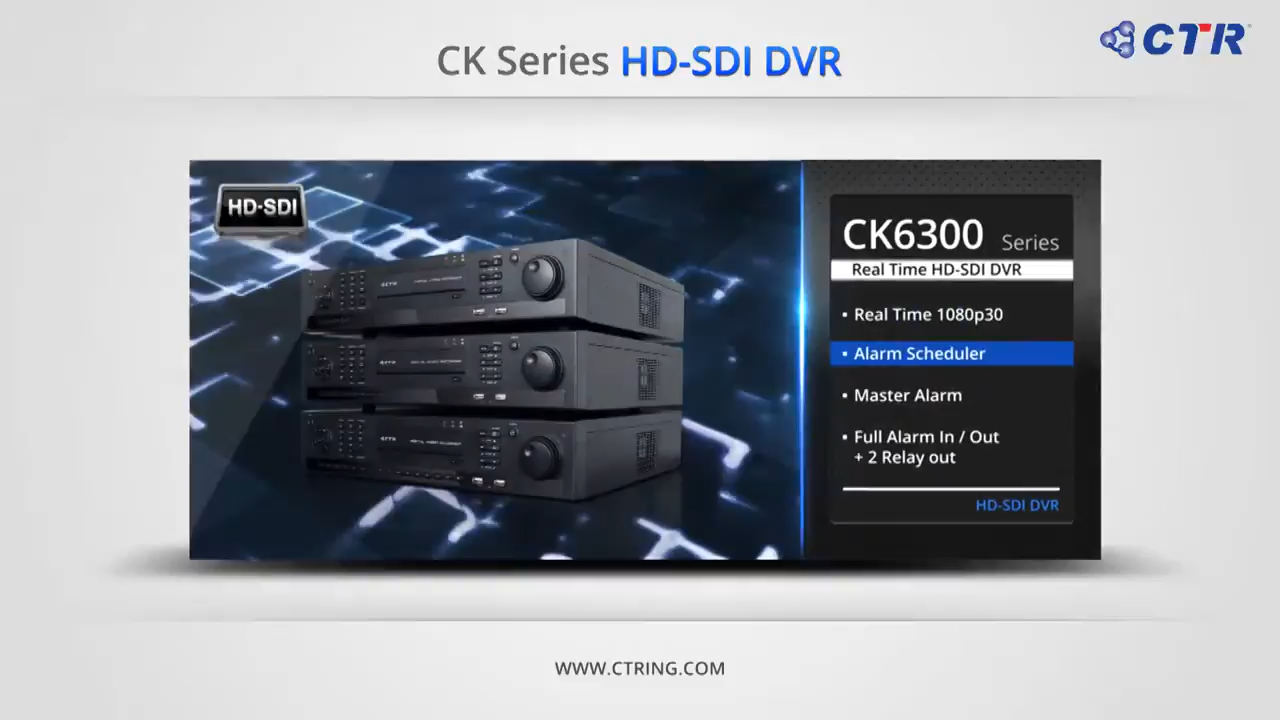 CK Series HD-SDI DVR
CTR
HD-SDI
CK6300 Series
Real Time HD-SDI DVR
• Real Time 1080p30
• Alarm Scheduler
• Master Alarm
• Full Alarm In / Out
+ 2 Relay out
HD-SDI DVR
WWW.CTRING.COM